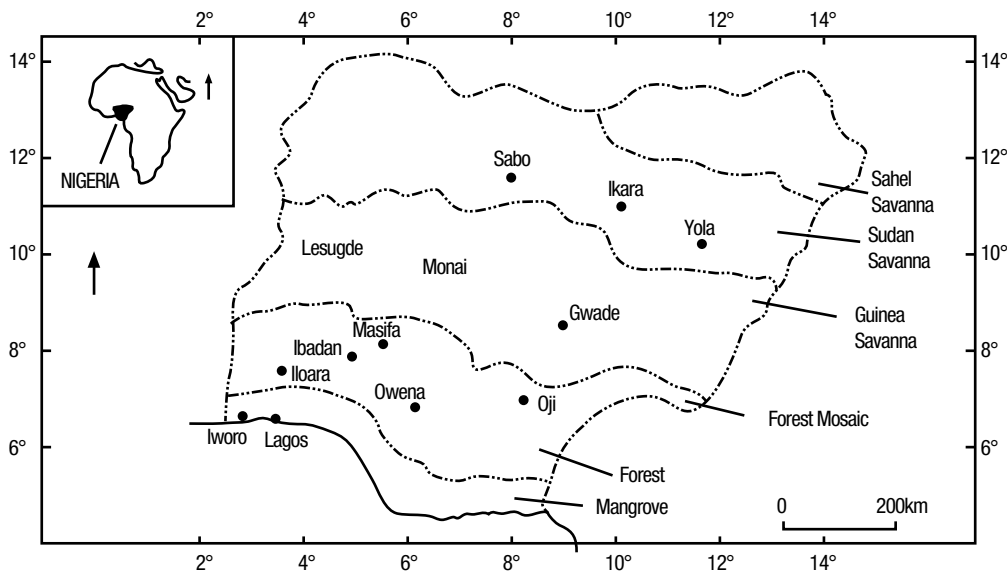 2° 4° 6° 8° 10° 12° 14°
14° 14°
NIGERIA
12° 12°
Sabo
Ikara
Sahel
Savanna
Yola
Sudan
Savanna
10° 10°
Lesugde
Monai
Gwade
Guinea
Savanna
8° 8°
Masifa
Ibadan
Iloara
Owena
Oji
Forest Mosaic
Iworo
Lagos
6° 6°
Forest
Mangrove
0 200km
2° 4° 6° 8° 10° 12° 14°